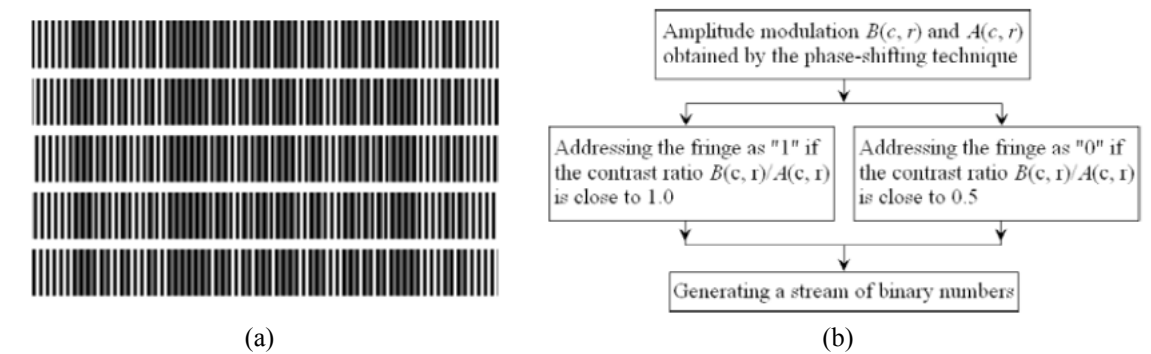 Amplitude modulation B(c, r) and A(c, r)
obtained by the phase-shifting technique
Addressing the fringe as "1" if
the contrast ratio B(c, r)/A(c, r)
is close to 1.0
Addressing the fringe as "0" if
the contrast ratio B(c, r)/A(c, r)
is close to 0.5
Generating a stream of binary numbers
(a)
(b)